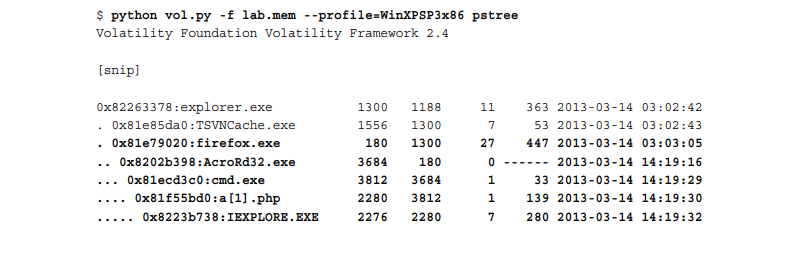 $ python vol.py -f lab.mem --profile=WinXPSP3x86 pstree
Volatility Foundation Volatility Framework 2.4
[snip]
0x82263378:explorer.exe 1300 1188 11 363 2013-03-14 03:02:42
. 0x81e85da0:TSVNCache.exe 1556 1300 7 53 2013-03-14 03:02:43
. 0x81e79020:firefox.exe 180 1300 27 447 2013-03-14 03:03:05
.. 0x8202b398:AcroRd32.exe 3684 180 0 ------ 2013-03-14 14:19:16
... 0x81ecd3c0:cmd.exe 3812 3684 1 33 2013-03-14 14:19:29
.... 0x81f55bd0:a[1].php 2280 3812 1 139 2013-03-14 14:19:30
..... 0x8223b738:IEXPLORE.EXE 2276 2280 7 280 2013-03-14 14:19:32